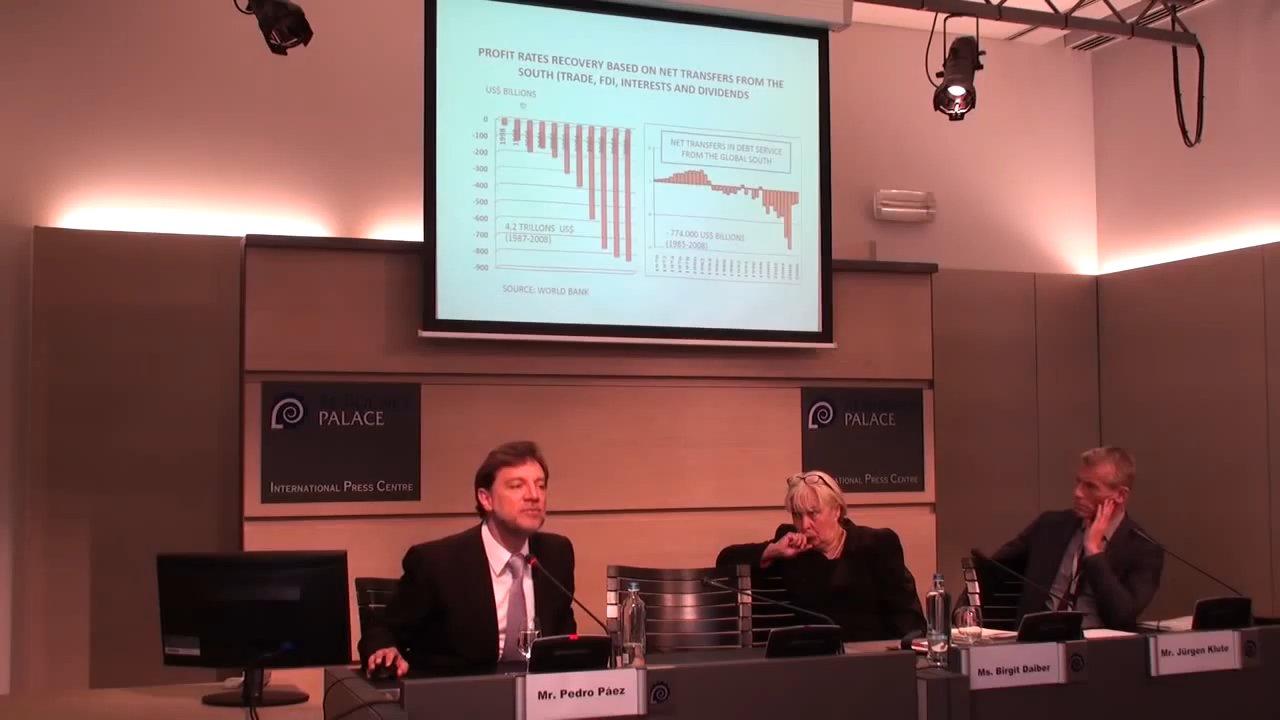 PROFIT RATES RECOVERY BASED ON NET TRANSFERS FROM THE
SOUTH (TRADE, FDI, INTERESTS AND DIVIDENDS
US$ BILLIONS
0
-100
-200
-300
-400
-500
-600
-700
-800
-900
4,2 TRILLONS US$
(1987-2008)
NET TRANSFERS IN DEBT SERVICE
FROM THE GLOBAL SOUTH
- 774.000 US$ BILLIONS
(1985-2008)
SOURCE: WORLD BANK
PALACE
INTERNATIONAL PRESS CENTRE
PALACE
INTERNATIONAL PRESS CENTRE
Mr. Pedro Páez
Ms. Birgit Daiber
Mr. Jürgen Klute